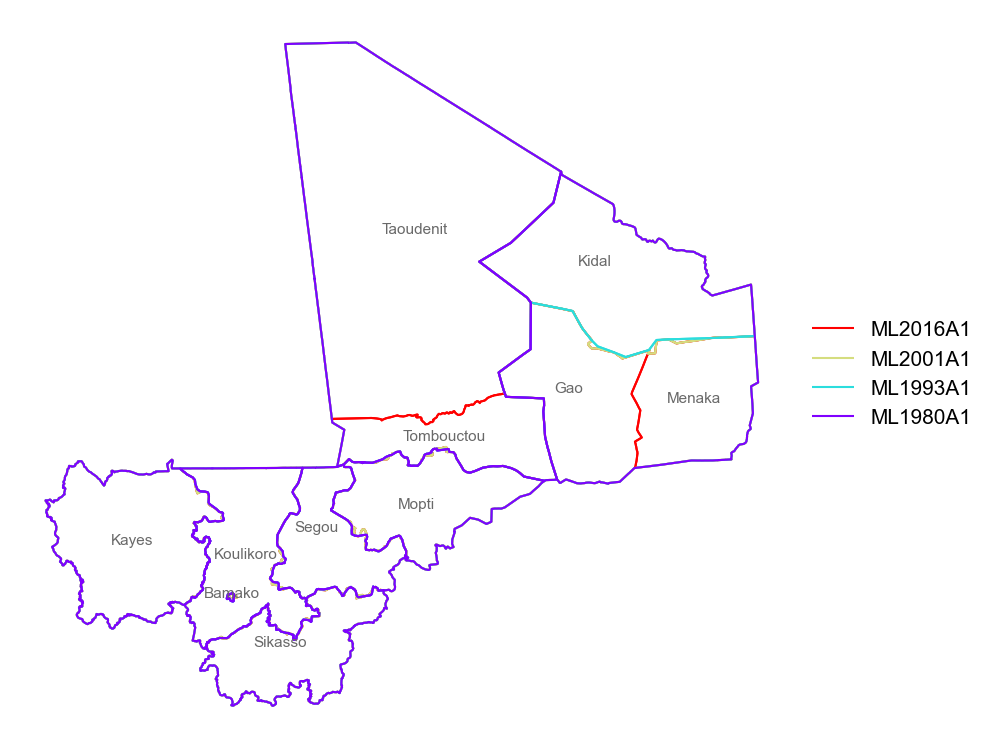 Taoudenit
Kidal
ML2016A1
ML2001A1
ML1993A1
ML1980A1
Gao
Menaka
Tombouctou
Mopti
Segou
Kayes
Koulikoro
Bamako
Sikasso